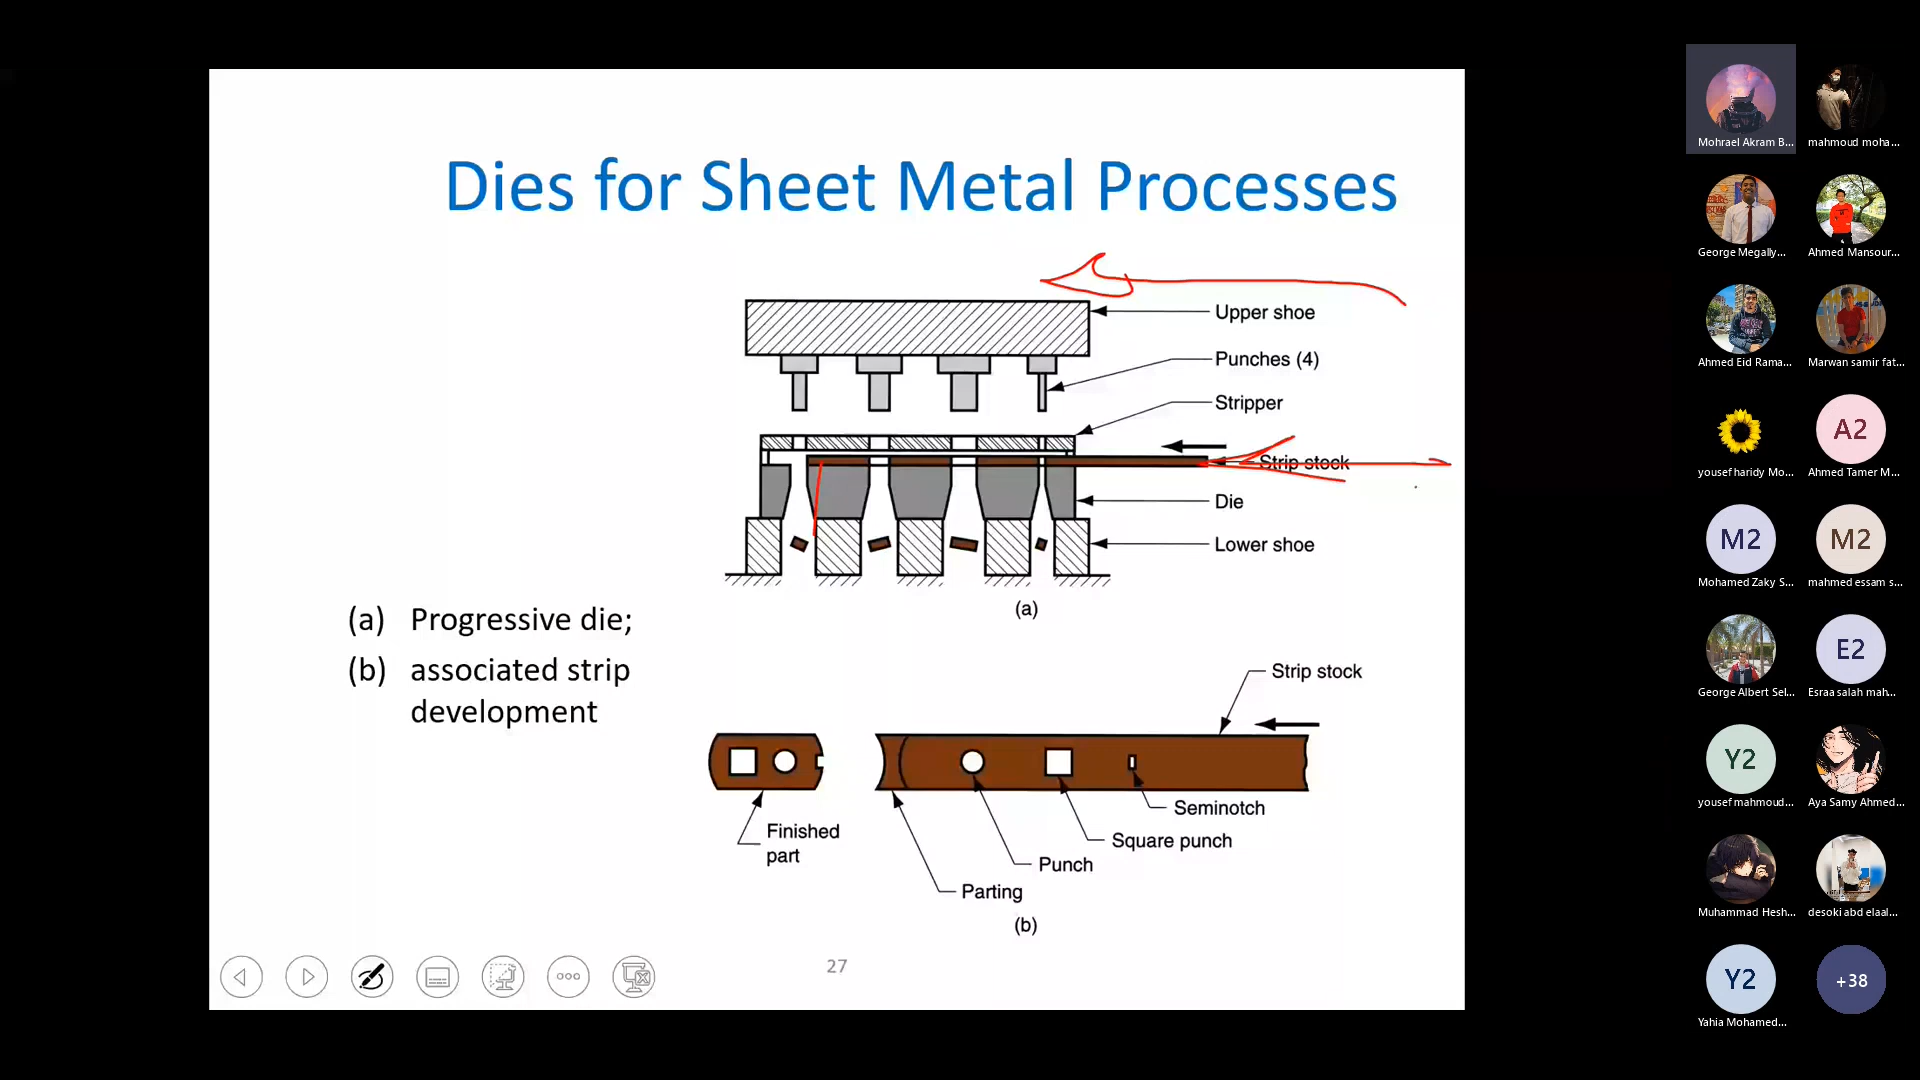 Dies for Sheet Metal Processes
Upper shoe
Punches (4)
Stripper
Strip stock
Die
Lower shoe
(a)
(a) Progressive die;
(b) associated strip
development
Strip stock
Seminotch
Square punch
Punch
Parting
Finished
part
(b)
27
Mohrael Akram B...
mahmoud moha...
George Megally...
Ahmed Mansour...
Ahmed Eid Rama...
Marwan samir fat...
yousef haridy Mo...
A2
Ahmed Tamer M...
M2
Mohamed Zaky S...
M2
mahmed essam s...
George Albert Sel...
E2
Esraa salah mah...
Y2
yousef mahmoud...
Aya Samy Ahmed...
Muhammad Hesh...
desoki abd elaal...
Y2
Yahia Mohamed...
+38